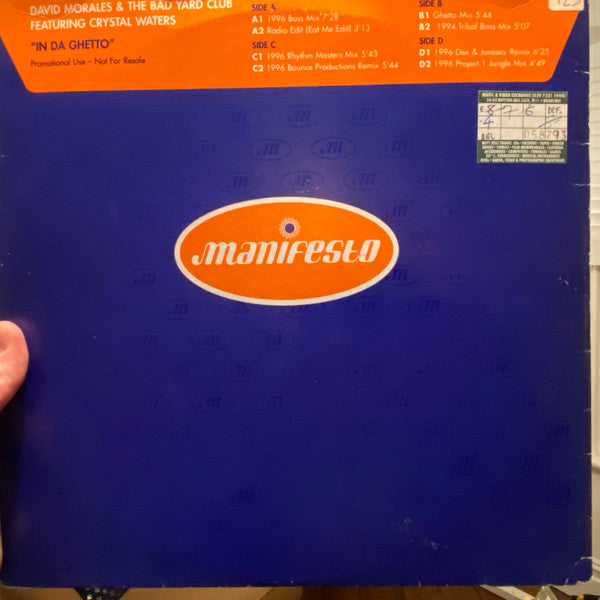 DAVID MORALES & THE BAD YARD CLUB
FEATURING CRYSTAL WATERS
"IN DA GHETTO"
Promotional Use – Not For Resale
SIDE A
A1 1996 Boss Mix 7'28
A2 Radio Edit (Eat Me Edit) 3'13
SIDE C
C1 1996 Rhythm Masters Mix 5'43
C2 1996 Bounce Productions Remix 5'44
SIDE B
B1 Ghetto Mix 5'44
B2 1994 Tribal Bass Mix 5'07
SIDE D
D1 1996 Dex & Jonesey Remix 6'25
D2 1996 Project 1 Jungle Mix 4'49
MUSIC & VIDEO EXCHANGE
058793
manifesto